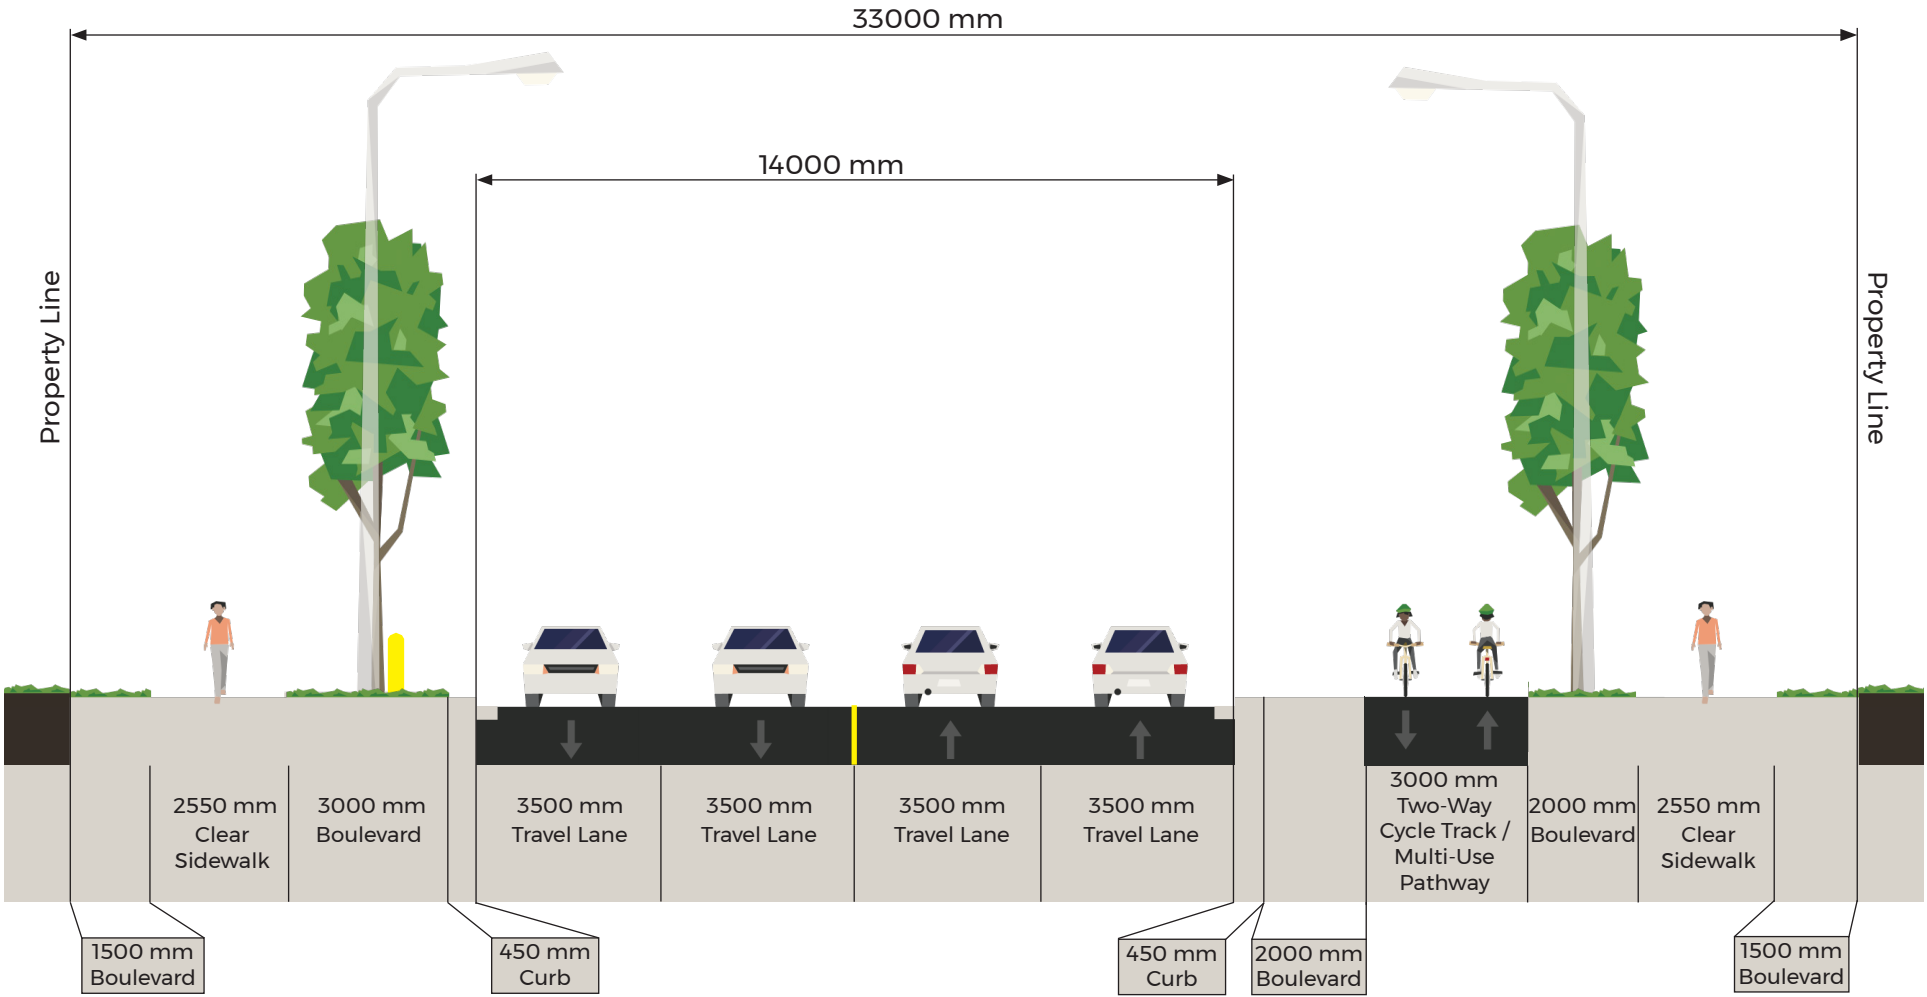 33000 mm
14000 mm
Property Line
Property Line
2550 mm
Clear
Sidewalk
3000 mm
Boulevard
3500 mm
Travel Lane
3500 mm
Travel Lane
3500 mm
Travel Lane
3500 mm
Travel Lane
3000 mm
Two-Way
Cycle Track /
Multi-Use
Pathway
2000 mm
Boulevard
2550 mm
Clear
Sidewalk
1500 mm
Boulevard
450 mm
Curb
450 mm
Curb
2000 mm
Boulevard
1500 mm
Boulevard